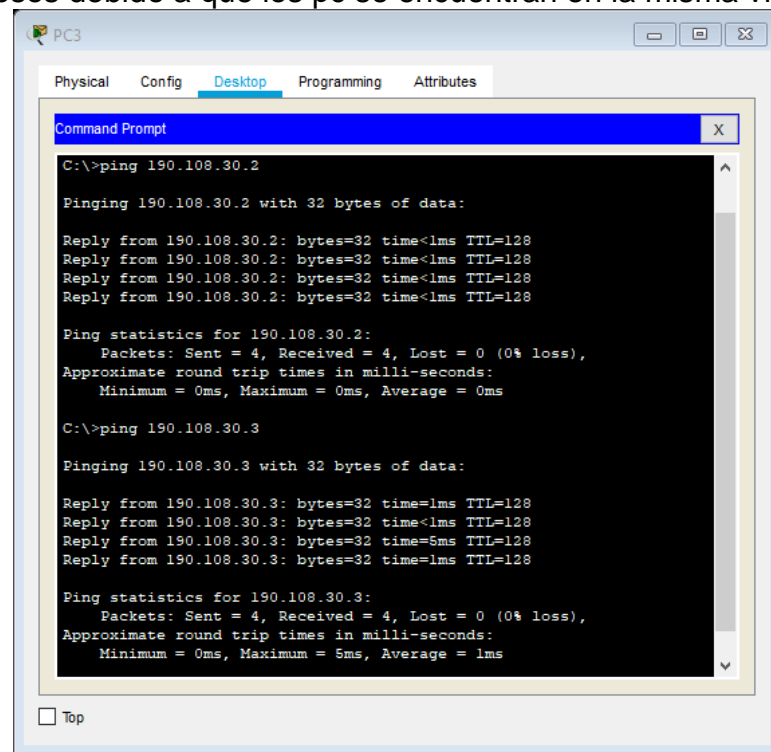 debido a que los pc se encuentran en la misma
PC3
Physical Config Desktop Programming Attributes
Command Prompt X
C:\>ping 190.108.30.2
Pinging 190.108.30.2 with 32 bytes of data:
Reply from 190.108.30.2: bytes=32 time<1ms TTL=128
Reply from 190.108.30.2: bytes=32 time<1ms TTL=128
Reply from 190.108.30.2: bytes=32 time<1ms TTL=128
Reply from 190.108.30.2: bytes=32 time<1ms TTL=128
Ping statistics for 190.108.30.2:
Packets: Sent = 4, Received = 4, Lost = 0 (0% loss),
Approximate round trip times in milli-seconds:
Minimum = 0ms, Maximum = 0ms, Average = 0ms
C:\>ping 190.108.30.3
Pinging 190.108.30.3 with 32 bytes of data:
Reply from 190.108.30.3: bytes=32 time=1ms TTL=128
Reply from 190.108.30.3: bytes=32 time<1ms TTL=128
Reply from 190.108.30.3: bytes=32 time=5ms TTL=128
Reply from 190.108.30.3: bytes=32 time=1ms TTL=128
Ping statistics for 190.108.30.3:
Packets: Sent = 4, Received = 4, Lost = 0 (0% loss),
Approximate round trip times in milli-seconds:
Minimum = 0ms, Maximum = 5ms, Average = 1ms
Top